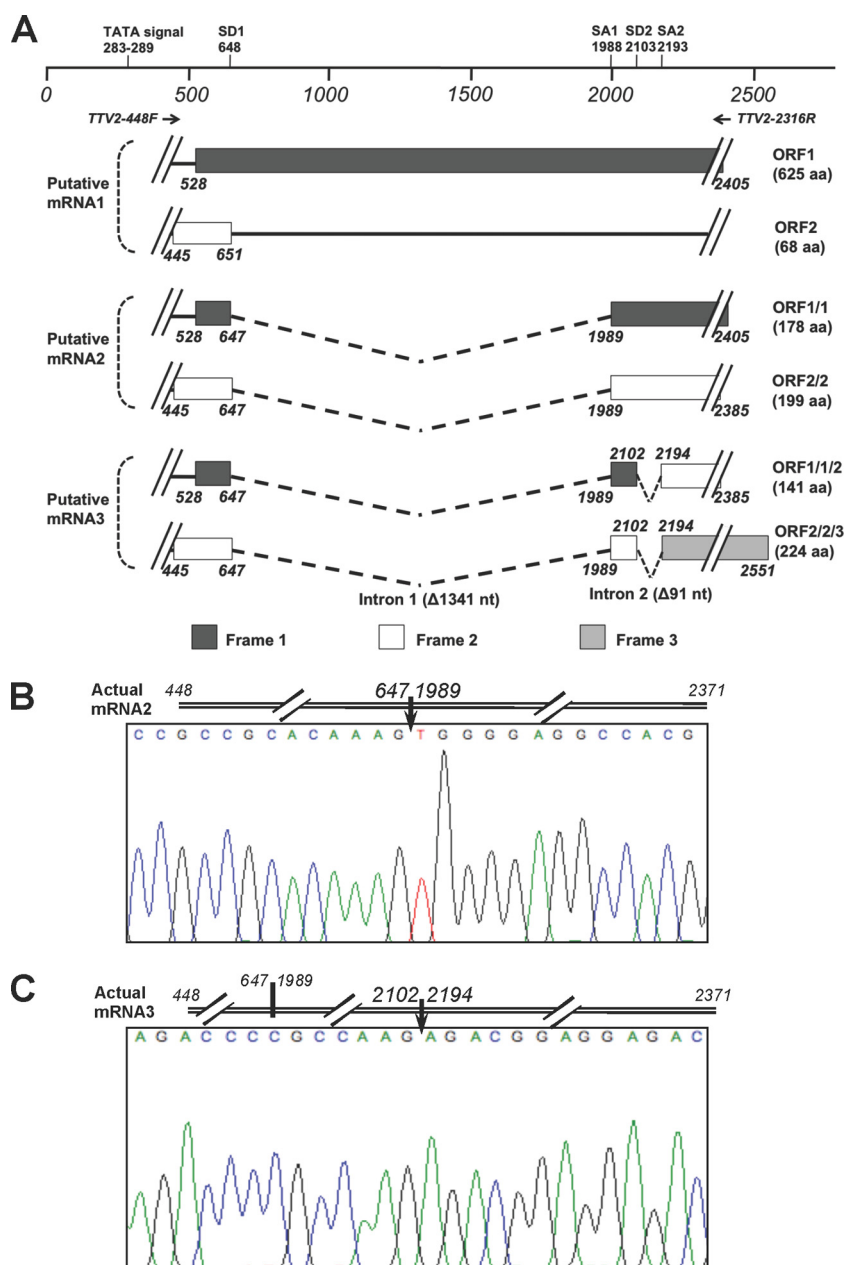 A
TATA signal SD1 SA1 SD2 SA2
283-289 648 1988 2103 2193
0 500 1000 1500 2000 2500
TTV2-448F TTV2-2316R
Putative
mRNA1
528 2405
ORF1
(625 aa)
445 651
ORF2
(68 aa)
Putative
mRNA2
528 647 1989 2405
ORF1/1
(178 aa)
445 647 1989 2385
ORF2/2
(199 aa)
Putative
mRNA3
2102 2194
528 647 1989 2385
ORF1/1/2
(141 aa)
2102 2194
445 647 1989 2551
ORF2/2/3
(224 aa)
Intron 1 (Δ1341 nt) Intron 2 (Δ91 nt)
Frame 1 Frame 2 Frame 3
B
Actual
mRNA2
448 647 1989 2371
C C G C C G C A C A A A G T G G G G A G G C C A C G
C
Actual
mRNA3
448 647 1989 2102 2194 2371
A G A C C C C G C C A A G A G A C G G A G G A G A C